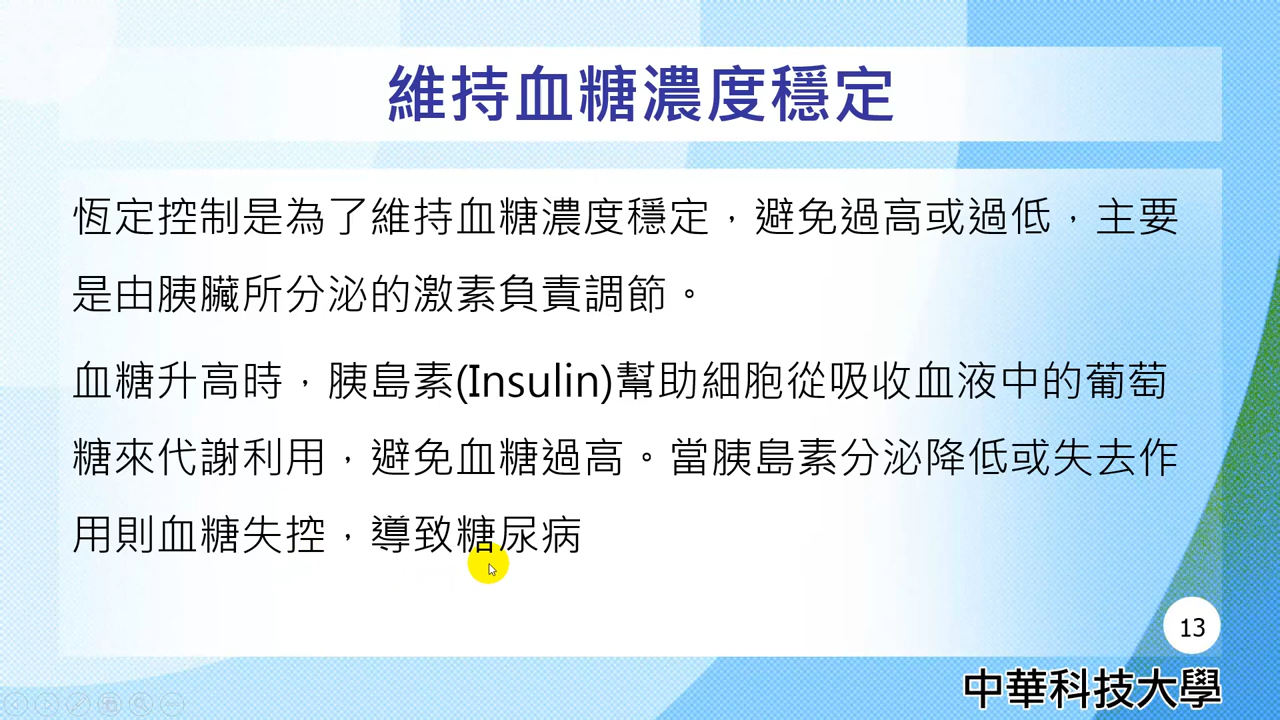 維持血糖濃度穩定
恆定控制是為了維持血糖濃度穩定，避免過高或過低，主要
是由胰臟所分泌的激素負責調節。
血糖升高時，胰島素(Insulin)幫助細胞從吸收血液中的葡萄
糖來代謝利用，避免血糖過高。當胰島素分泌降低或失去作
用則血糖失控，導致糖尿病
13
中華科技大學